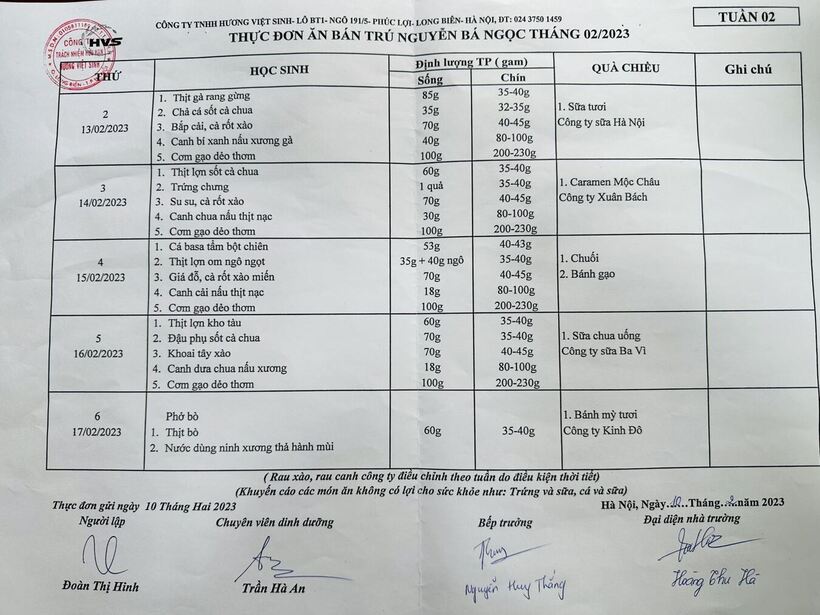 CÔNG TY TNHH HƯƠNG VIỆT SINH- LÔ BT1- NGÕ 191/5- PHÚC LỢI- LONG BIÊN- HÀ NỘI, ĐT: 024 3750 1459
TUẦN 02
THỰC ĐƠN ĂN BÁN TRÚ NGUYỄN BÁ NGỌC THÁNG 02/2023
CÔNG TY
TRÁCH NHIỆM HỮU HẠN
HƯƠNG VIỆT SINH
HVS
THỨ HỌC SINH Định lượng TP ( gam) QUÀ CHIỀU Ghi chú
Sống Chín
2
13/02/2023
1. Thịt gà rang gừng 85g 35-40g
2. Chả cá sốt cà chua 35g 32-35g
3. Bắp cải, cà rốt xào 70g 40-45g
4. Canh bí xanh nấu xương gà 40g 80-100g
5. Cơm gạo dẻo thơm 100g 200-230g
1. Sữa tươi
Công ty sữa Hà Nội
3
14/02/2023
1. Thịt lợn sốt cà chua 60g 35-40g
2. Trứng chưng 1 quả 35-40g
3. Su su, cà rốt xào 70g 40-45g
4. Canh chua nấu thịt nạc 30g 80-100g
5. Cơm gạo dẻo thơm 100g 200-230g
1. Caramen Mộc Châu
Công ty Xuân Bách
4
15/02/2023
1. Cá basa tẩm bột chiên 53g 40-43g
2. Thịt lợn om ngô ngọt 35g + 40g ngô 35-40g
3. Giá đỗ, cà rốt xào miến 70g 40-45g
4. Canh cải nấu thịt nạc 18g 80-100g
5. Cơm gạo dẻo thơm 100g 200-230g
1. Chuối
2. Bánh gạo
5
16/02/2023
1. Thịt lợn kho tàu 60g 35-40g
2. Đậu phụ sốt cà chua 70g 35-40g
3. Khoai tây xào 70g 40-45g
4. Canh dưa chua nấu xương 18g 80-100g
5. Cơm gạo dẻo thơm 100g 200-230g
1. Sữa chua uống
Công ty sữa Ba Vì
6
17/02/2023
Phở bò
1. Thịt bò 60g 35-40g
2. Nước dùng ninh xương thả hành mùi
1. Bánh mỳ tươi
Công ty Kinh Đô
( Rau xào, rau canh công ty điều chỉnh theo tuần do điều kiện thời tiết)
(Khuyến cáo các món ăn không có lợi cho sức khỏe như: Trứng và sữa, cá và sữa)
Thực đơn gửi ngày 10 Tháng Hai 2023
Hà Nội, Ngày..10..Tháng..2..năm 2023
Người lập Chuyên viên dinh dưỡng Bếp trưởng Đại diện nhà trường
Đoàn Thị Hinh Trần Hà An Nguyễn Huy Thắng Hoàng Thu Hà